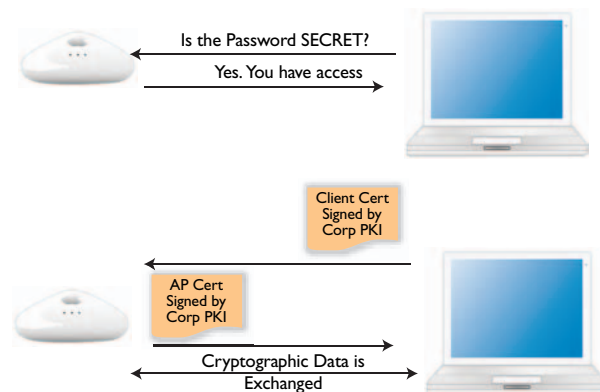 Is the Password SECRET?
Yes. You have access
Client Cert
Signed by
Corp PKI
AP Cert
Signed by
Corp PKI
Cryptographic Data is
Exchanged